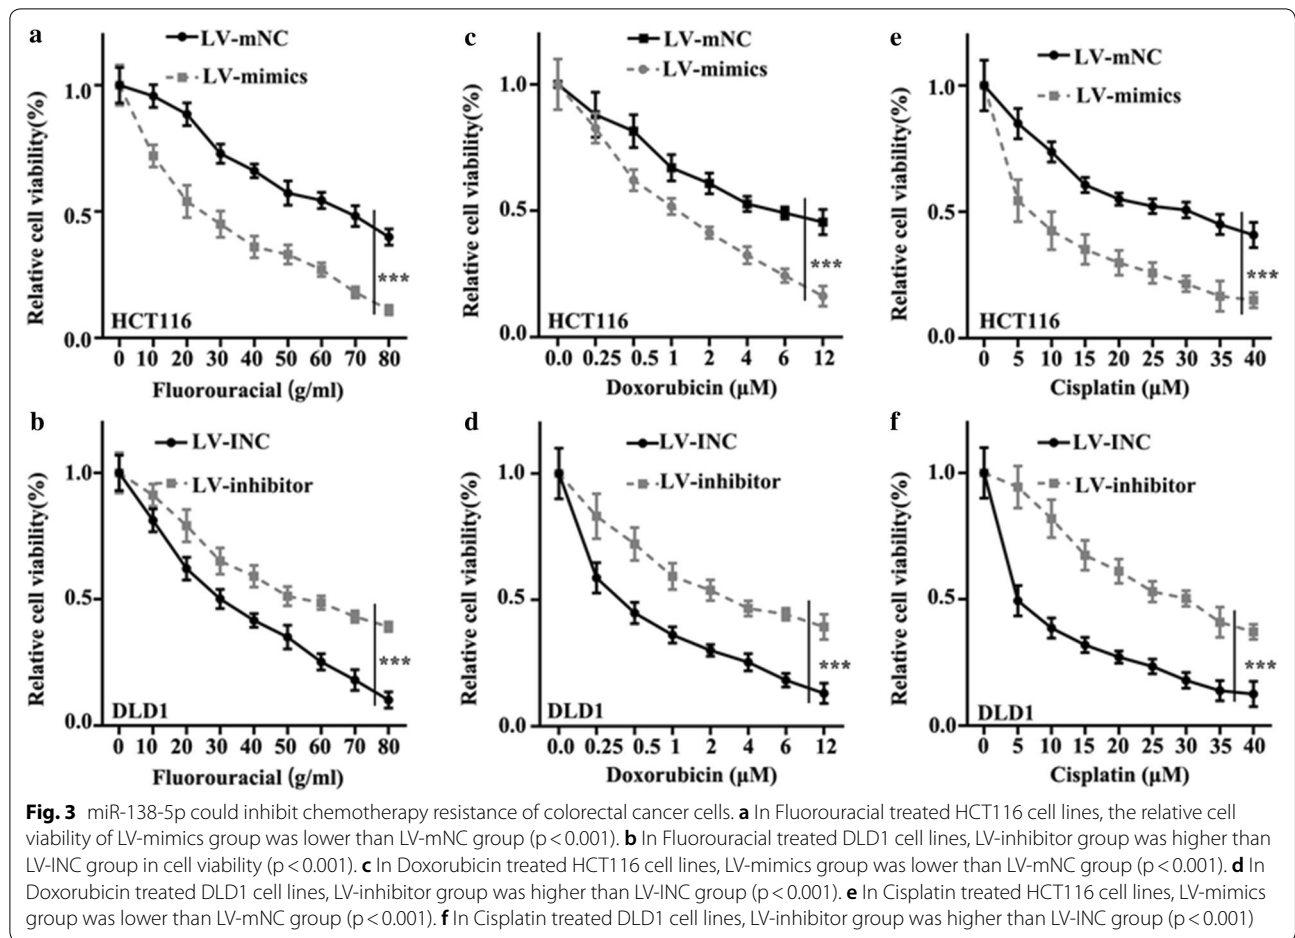 a
LV-mNC
LV-mimics
Relative cell viability(%)
1.0
0.5
0.0
***
HCT116
0 10 20 30 40 50 60 70 80
Fluorouracial (g/ml)
c
LV-mNC
LV-mimics
Relative cell viability(%)
1.0
0.5
0.0
***
HCT116
0.0 0.25 0.5 1 2 4 6 12
Doxorubicin (μM)
e
LV-mNC
LV-mimics
Relative cell viability(%)
1.0
0.5
0.0
***
HCT116
0 5 10 15 20 25 30 35 40
Cisplatin (μM)
b
LV-INC
LV-inhibitor
Relative cell viability(%)
1.0
0.5
0.0
***
DLD1
0 10 20 30 40 50 60 70 80
Fluorouracial (g/ml)
d
LV-INC
LV-inhibitor
Relative cell viability(%)
1.0
0.5
0.0
***
DLD1
0.0 0.25 0.5 1 2 4 6 12
Doxorubicin (μM)
f
LV-INC
LV-inhibitor
Relative cell viability(%)
1.0
0.5
0.0
***
DLD1
0 5 10 15 20 25 30 35 40
Cisplatin (μM)
Fig. 3 miR-138-5p could inhibit chemotherapy resistance of colorectal cancer cells. a In Fluorouracial treated HCT116 cell lines, the relative cell
viability of LV-mimics group was lower than LV-mNC group (p < 0.001). b In Fluorouracial treated DLD1 cell lines, LV-inhibitor group was higher than
LV-INC group in cell viability (p < 0.001). c In Doxorubicin treated HCT116 cell lines, LV-mimics group was lower than LV-mNC group (p < 0.001). d In
Doxorubicin treated DLD1 cell lines, LV-inhibitor group was higher than LV-INC group (p < 0.001). e In Cisplatin treated HCT116 cell lines, LV-mimics
group was lower than LV-mNC group (p < 0.001). f In Cisplatin treated DLD1 cell lines, LV-inhibitor group was higher than LV-INC group (p < 0.001)